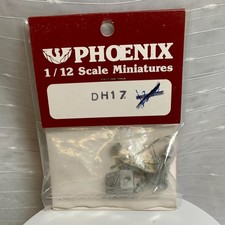 PHOENIX
1/12 Scale Miniatures
DH17